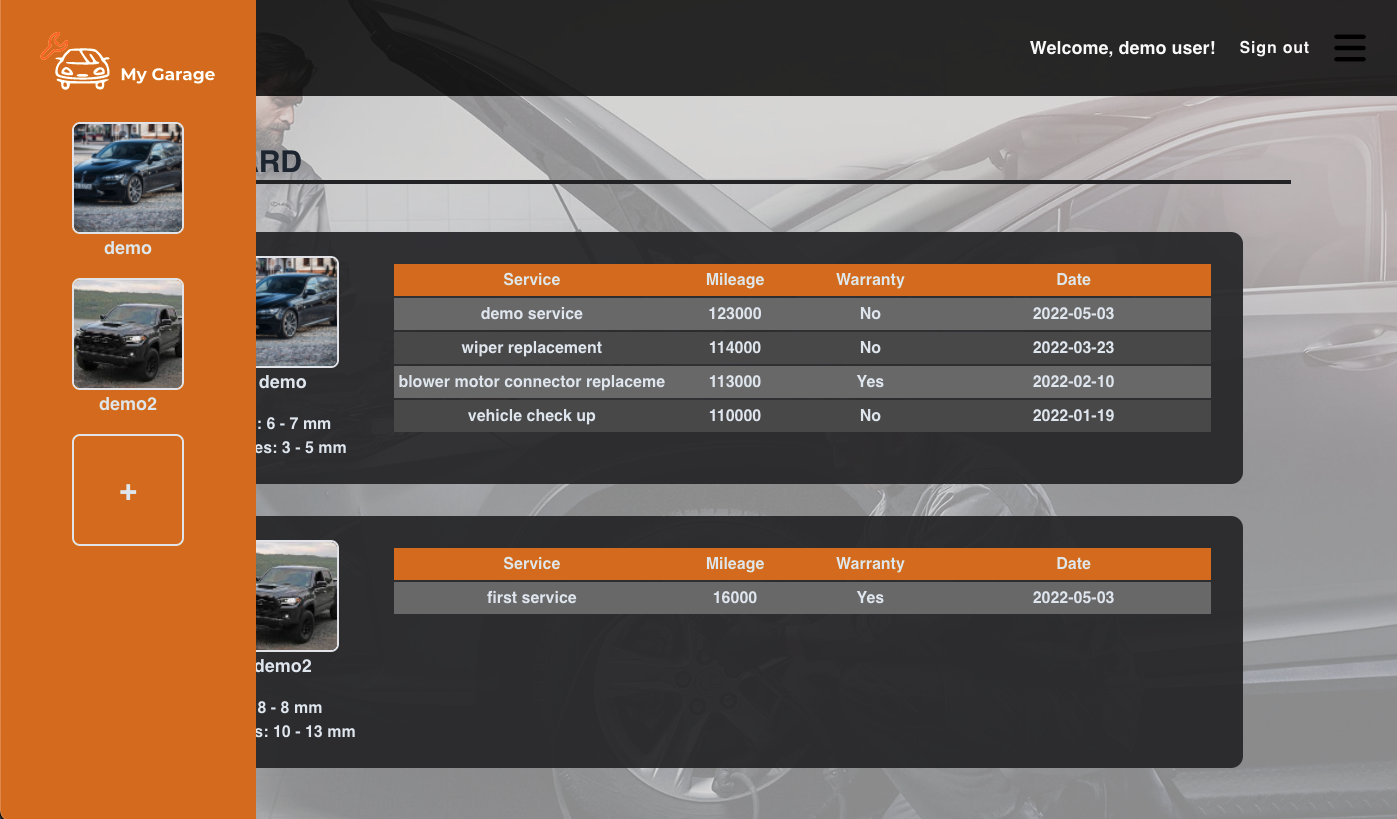 My Garage
Welcome, demo user! Sign out
demo
demo2
+
ARD
demo
: 6 - 7 mm
es: 3 - 5 mm
Service Mileage Warranty Date
demo service 123000 No 2022-05-03
wiper replacement 114000 No 2022-03-23
blower motor connector replaceme 113000 Yes 2022-02-10
vehicle check up 110000 No 2022-01-19
demo2
8 - 8 mm
s: 10 - 13 mm
Service Mileage Warranty Date
first service 16000 Yes 2022-05-03